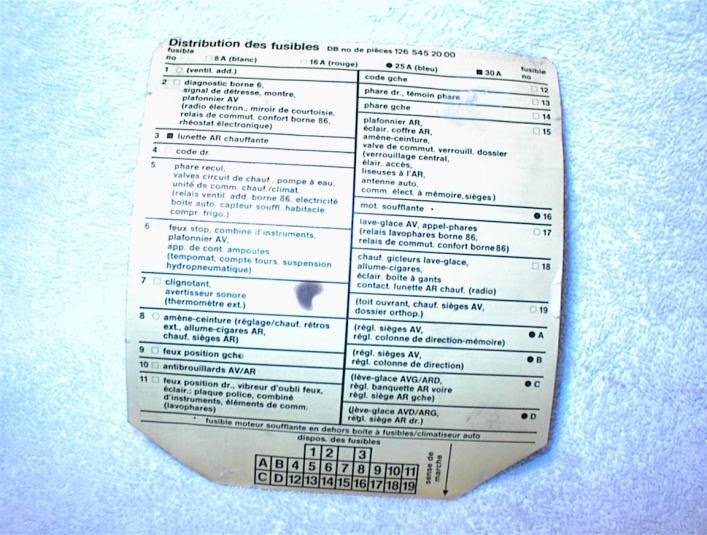 Distribution des fusibles DB no de pièces 126 545 20 00
fusible no 8 A (blanc) 16 A (rouge) 25 A (bleu) 30 A fusible no
1 (ventil. add.)
2 diagnostic borne 6,
signal de détresse, montre,
plafonnier AV
(radio électron., miroir de courtoisie,
relais de commut. confort borne 86,
rhéostat électronique)
3 lunette AR chauffante
4 code dr.
5 phare recul,
valves circuit de chauf., pompe à eau,
unité de comm. chauf./climat.
(relais ventil. add. borne 86, electricité
boite auto. capteur souffl. habitacle,
compr. frigo.)
6 feux stop, combiné d'instruments,
plafonnier AV,
app. de cont. ampoules
(tempomat, compte tours, suspension
hydropneumatique)
7 clignotant,
avertisseur sonore
(thermomètre ext.)
8 amène-ceinture (réglage/chauf. rétros
ext., allume-cigares AR,
chauf. sièges AR)
9 feux position gche
10 antibrouillards AV/AR
11 feux position dr., vibreur d'oubli feux,
éclair.: plaque police, combiné
d'instruments, éléments de comm.
(lavophares)
code gche 12
phare dr., témoin phare 13
phare gche 14
plafonnier AR, 15
éclair. coffre AR,
amène-ceinture,
valve de commut. verrouill. dossier
(verrouillage central,
élair. accès,
liseuses à l'AR,
antenne auto,
comm. élect. à mémoire, sièges)
mot. soufflante 16
lave-glace AV, appel-phares 17
(relais lavophares borne 86,
relais de commut. confort borne 86)
chauf. gicleurs lave-glace, 18
allume-cigares,
éclair. boîte à gants
contact. lunette AR chauf. (radio)
(toit ouvrant, chauf. sièges AV, 19
dossier orthop.)
(régl. sièges AV, A
régl. colonne de direction-mémoire)
(régl. sièges AV, B
régl. colonne de direction)
(lève-glace AVG/ARD, C
règl. banquette AR voire
règl. siège AR gche)
(lève-glace AVD/ARG, D
régl. siège AR dr.)
fusible moteur soufflante en dehors boîte à fusibles/climatiseur auto
dispos. des fusibles
1 2 3
A B 4 5 6 7 8 9 10 11
C D 12 13 14 15 16 17 18 19
sense de
marche